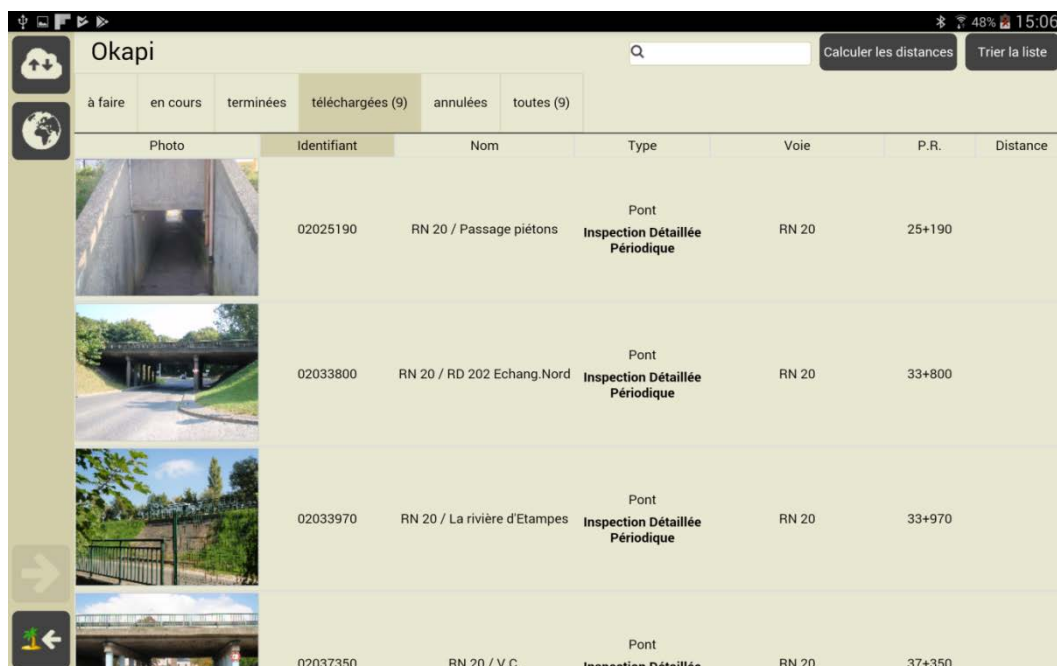 48% 15:06
Okapi
Calculer les distances
Trier la liste
à faire en cours terminées téléchargées (9) annulées toutes (9)
Photo Identifiant Nom Type Voie P.R. Distance
02025190 RN 20 / Passage piétons Pont RN 20 25+190
Inspection Détaillée
Périodique
02033800 RN 20 / RD 202 Echang.Nord Pont RN 20 33+800
Inspection Détaillée
Périodique
02033970 RN 20 / La rivière d'Etampes Pont RN 20 33+970
Inspection Détaillée
Périodique
02037350 RN 20 / V.C. Pont RN 20 37+350
Inspection Détaillée